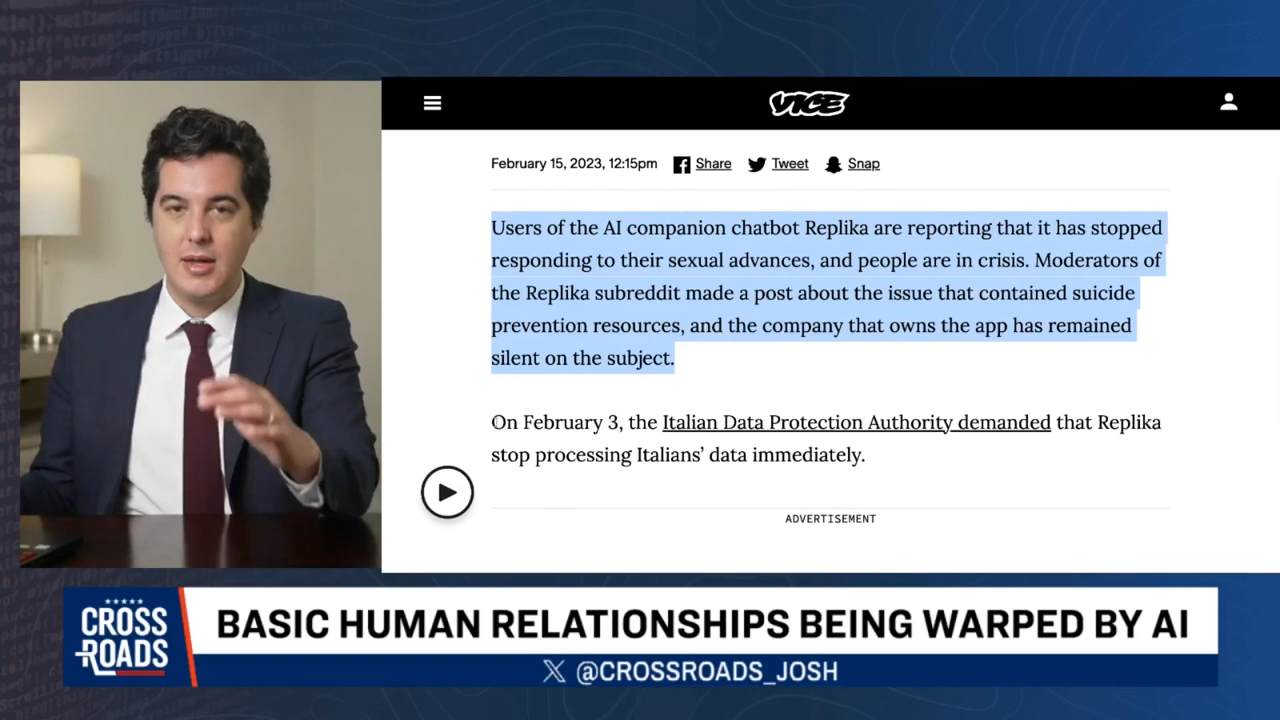 VICE
February 15, 2023, 12:15pm Share Tweet Snap
Users of the AI companion chatbot Replika are reporting that it has stopped
responding to their sexual advances, and people are in crisis. Moderators of
the Replika subreddit made a post about the issue that contained suicide
prevention resources, and the company that owns the app has remained
silent on the subject.
On February 3, the Italian Data Protection Authority demanded that Replika
stop processing Italians’ data immediately.
ADVERTISEMENT
CROSS
ROADS
BASIC HUMAN RELATIONSHIPS BEING WARPED BY AI
X @CROSSROADS_JOSH